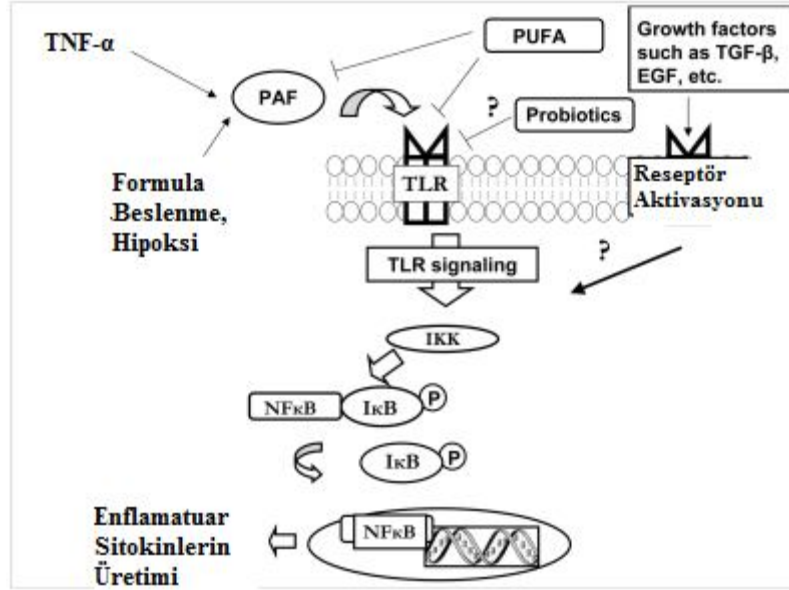 TNF-α
PAF
PUFA
Growth factors
such as TGF-β,
EGF, etc.
?
Probiotics
Formula
Beslenme,
Hipoksi
TLR
Reseptör
Aktivasyonu
TLR signaling
?
IKK
NFκB
IκB
P
IκB
P
Enflamatuar
Sitokinlerin
Üretimi
NFκB